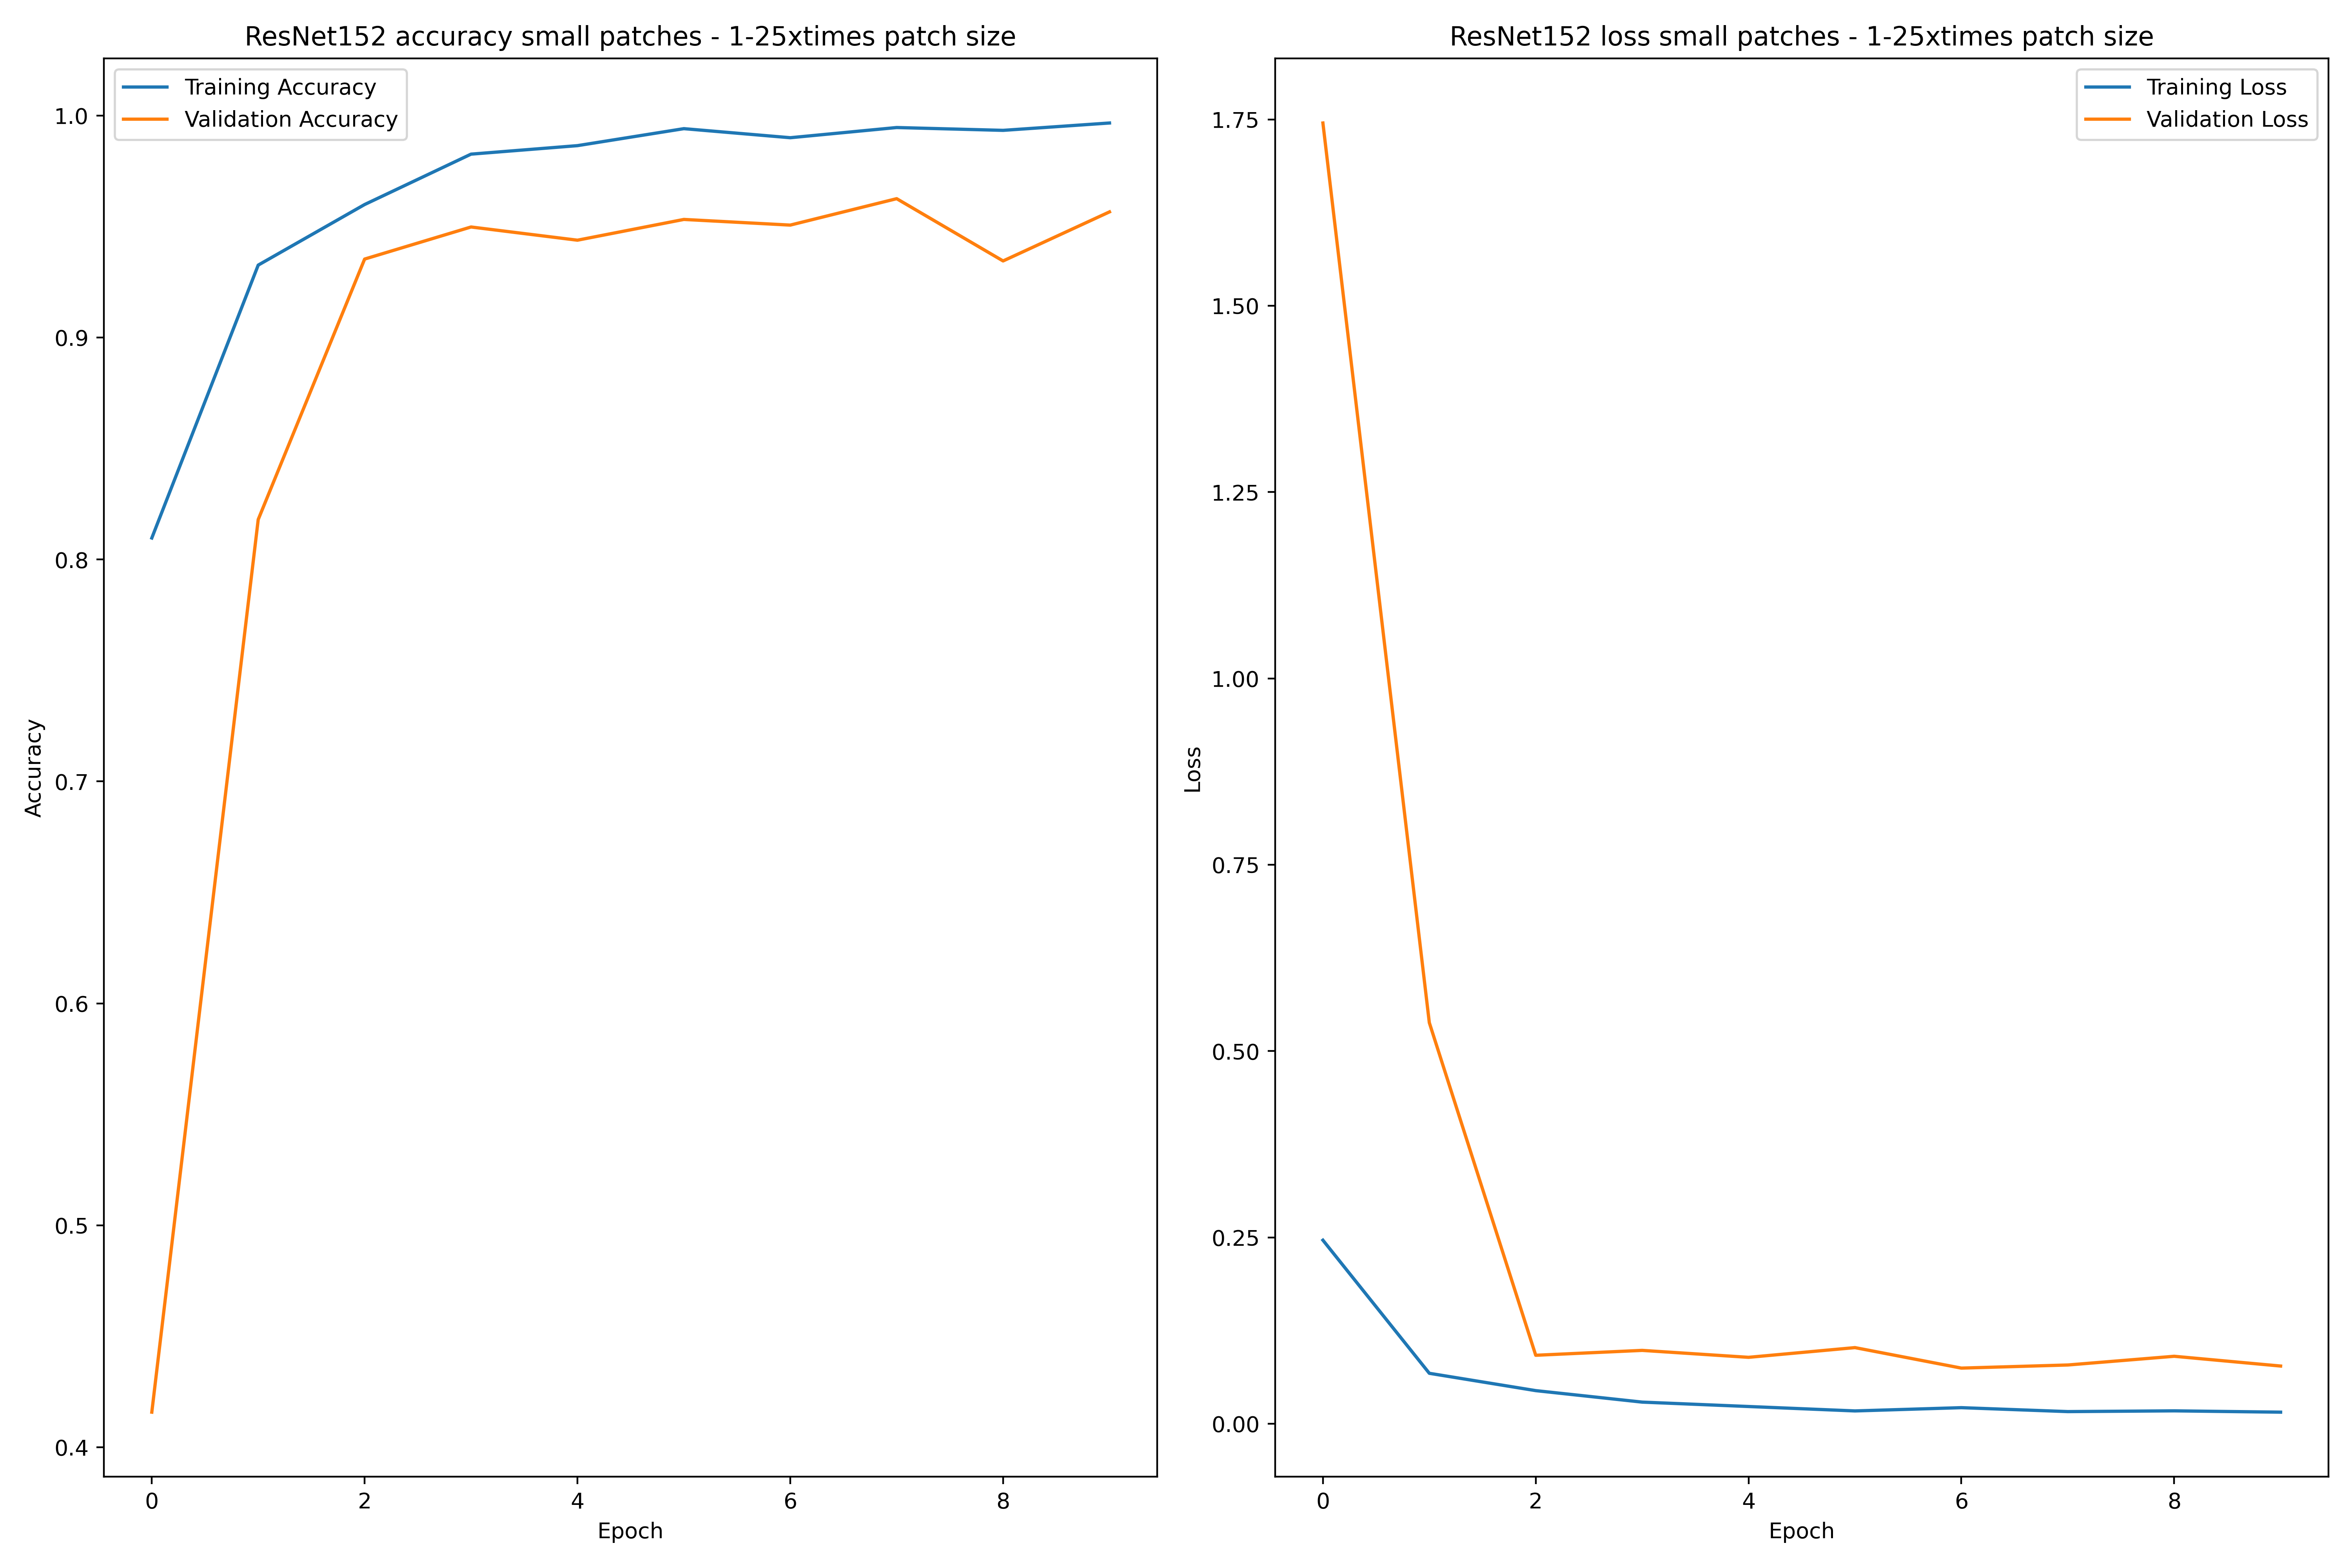 ResNet152 accuracy small patches - 1-25xtimes patch size
Training Accuracy
Validation Accuracy
1.0
0.9
0.8
0.7
0.6
0.5
0.4
Accuracy
0 2 4 6 8
Epoch
ResNet152 loss small patches - 1-25xtimes patch size
Training Loss
Validation Loss
1.75
1.50
1.25
1.00
0.75
0.50
0.25
0.00
Loss
0 2 4 6 8
Epoch